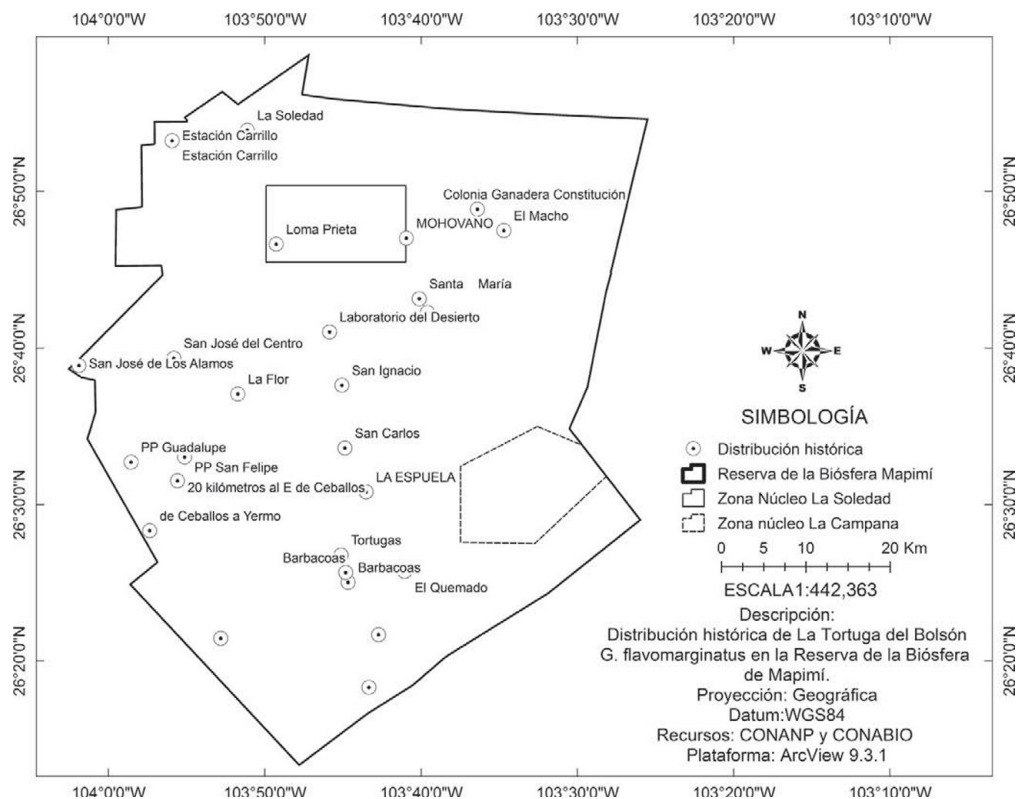 104°0'0"W 103°50'0"W 103°40'0"W 103°30'0"W 103°20'0"W 103°10'0"W
La Soledad
Estación Carrillo
Estación Carrillo
26°50'0"N 26°50'0"N
Colonia Ganadera Constitución
El Macho
MOHOVANO
Loma Prieta
Santa María
Laboratorio del Desierto
26°40'0"N 26°40'0"N
San José del Centro
San José de Los Alamos
San Ignacio
La Flor
N
W E
S
SIMBOLOGÍA
Distribución histórica
Reserva de la Biósfera Mapimí
Zona Núcleo La Soledad
Zona núcleo La Campana
San Carlos
PP Guadalupe
PP San Felipe
LA ESPUELA
20 kilómetros al E de Ceballos
26°30'0"N 26°30'0"N
de Ceballos a Yermo
Tortugas
Barbacoas
Barbacoas
El Quemado
0 5 10 20 Km
ESCALA1:442,363
Descripción:
Distribución histórica de La Tortuga del Bolsón
G. flavomarginatus en la Reserva de la Biósfera
de Mapimí.
Proyección: Geográfica
Datum:WGS84
Recursos: CONANP y CONABIO
Plataforma: ArcView 9.3.1
26°20'0"N 26°20'0"N
104°0'0"W 103°50'0"W 103°40'0"W 103°30'0"W 103°20'0"W 103°10'0"W